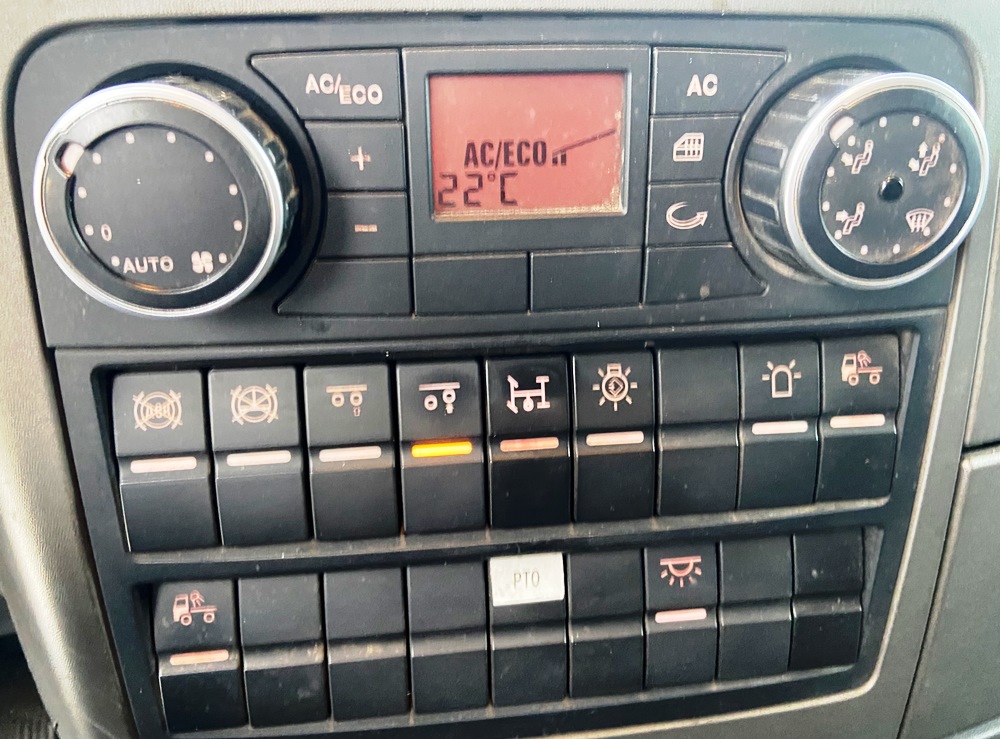 AC/ECO
AC
+
AC/ECO
22°C
-
0
AUTO
PTO